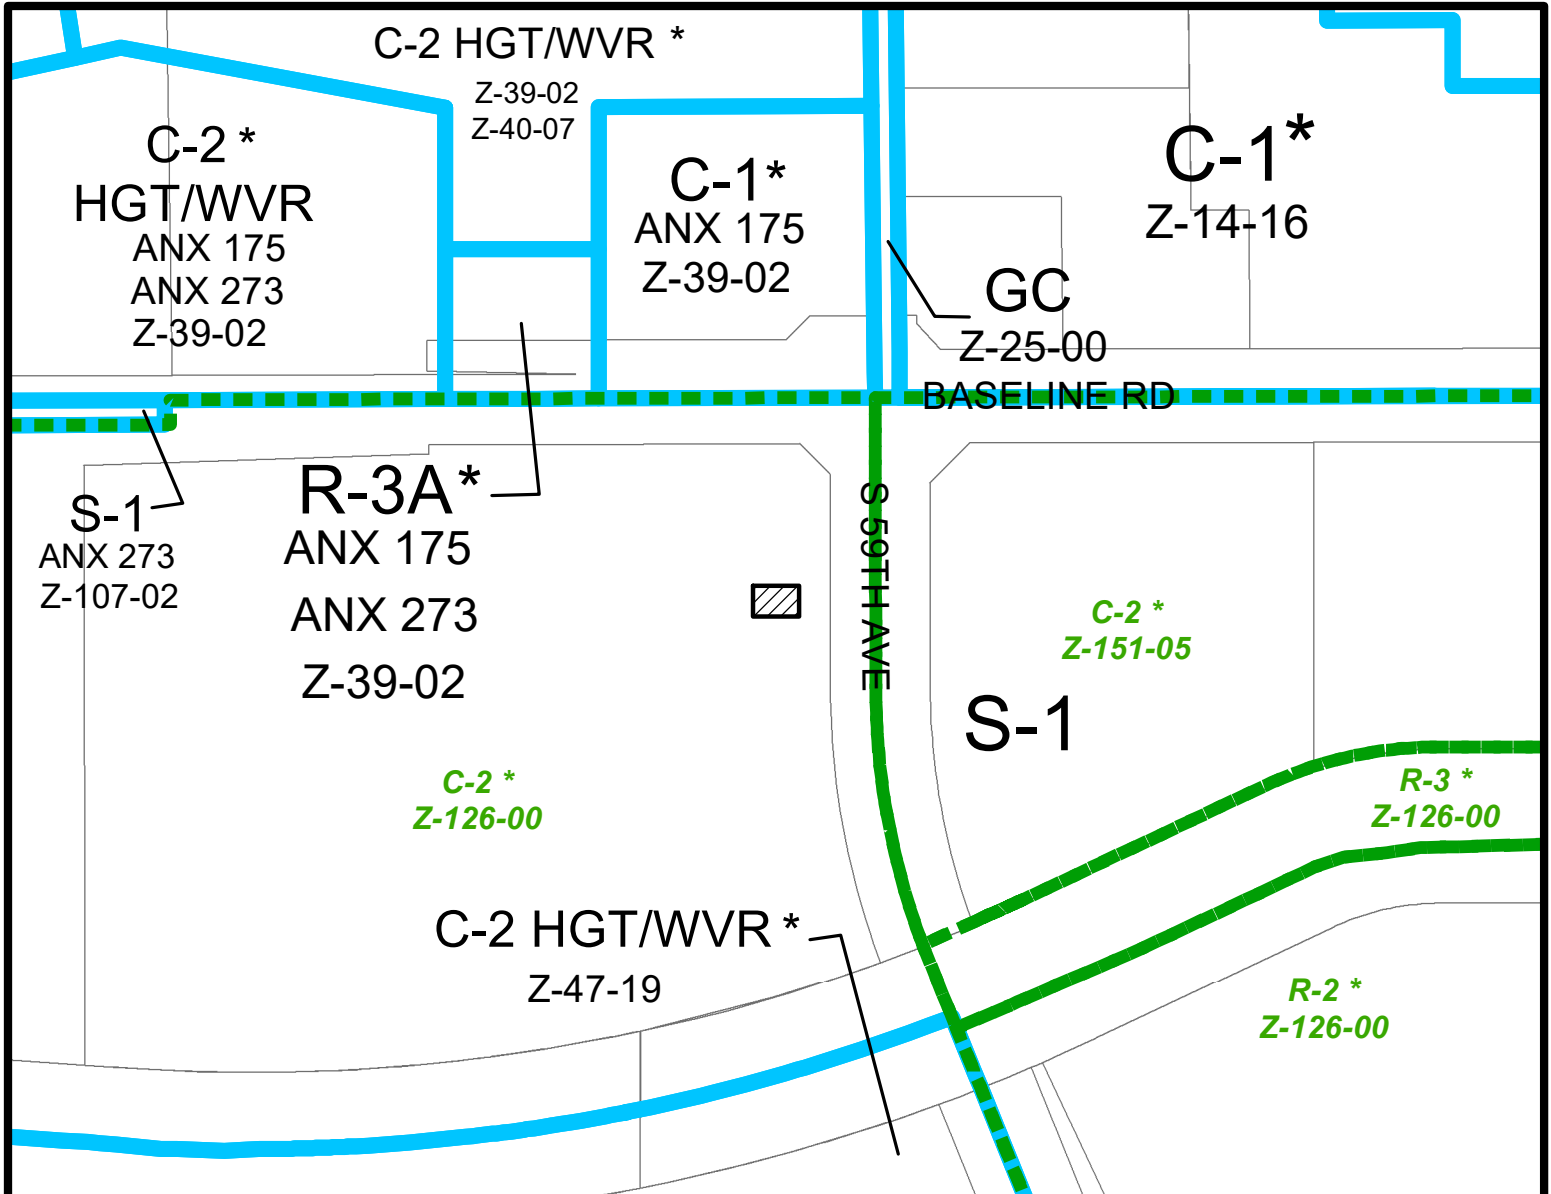 C-2 HGT/WVR *
Z-39-02
Z-40-07
C-2 *
HGT/WVR
ANX 175
ANX 273
Z-39-02
C-1*
ANX 175
Z-39-02
C-1*
Z-14-16
GC
Z-25-00
BASELINE RD
S-1
ANX 273
Z-107-02
R-3A*
ANX 175
ANX 273
Z-39-02
S 59TH AVE
C-2 *
Z-151-05
S-1
C-2 *
Z-126-00
R-3 *
Z-126-00
C-2 HGT/WVR *
Z-47-19
R-2 *
Z-126-00